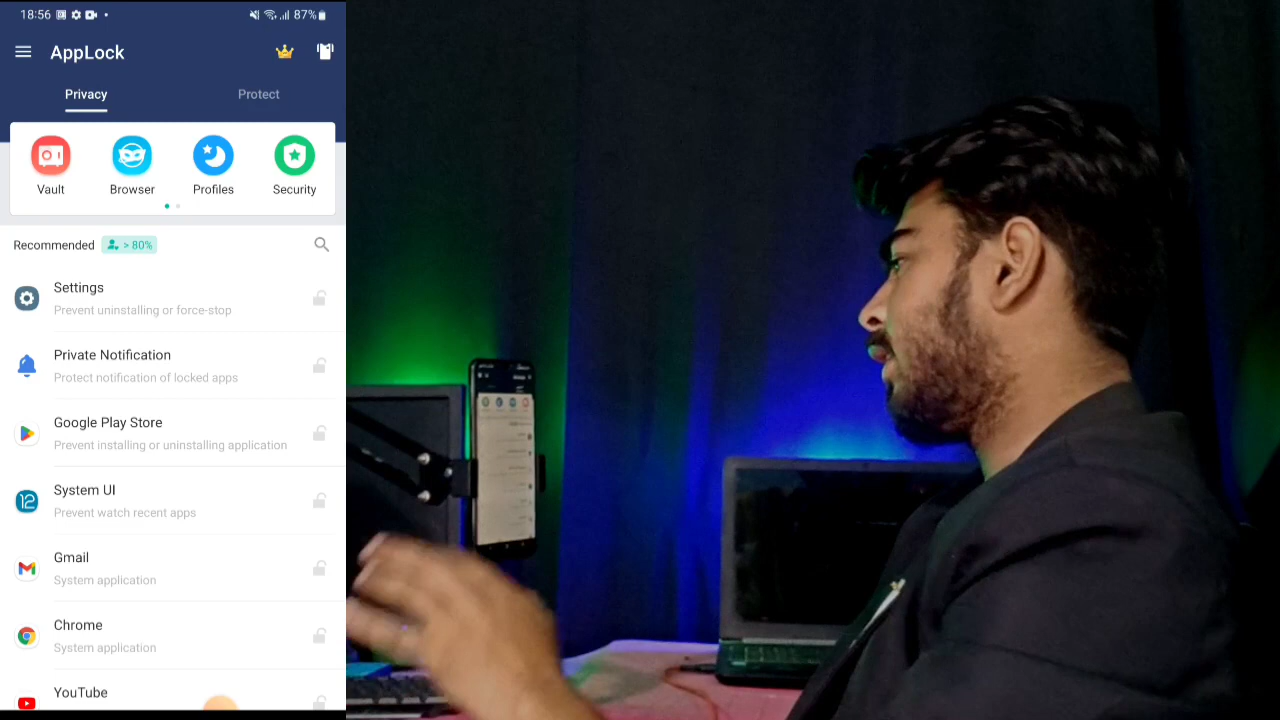 18:56 87%
AppLock
Privacy Protect
Vault Browser Profiles Security
Recommended > 80%
Settings
Prevent uninstalling or force-stop
Private Notification
Protect notification of locked apps
Google Play Store
Prevent installing or uninstalling application
12
System UI
Prevent watch recent apps
Gmail
System application
Chrome
System application
YouTube